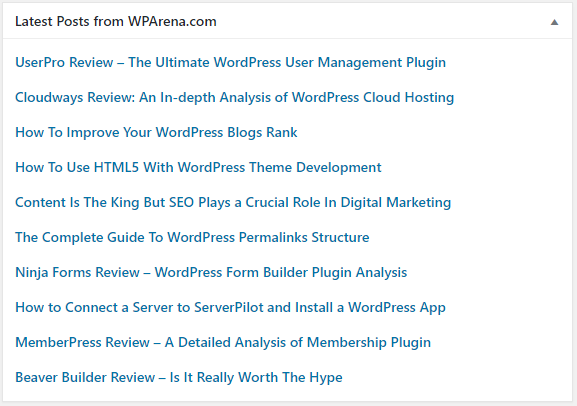 Latest Posts from WPArena.com
UserPro Review – The Ultimate WordPress User Management Plugin
Cloudways Review: An In-depth Analysis of WordPress Cloud Hosting
How To Improve Your WordPress Blogs Rank
How To Use HTML5 With WordPress Theme Development
Content Is The King But SEO Plays a Crucial Role In Digital Marketing
The Complete Guide To WordPress Permalinks Structure
Ninja Forms Review – WordPress Form Builder Plugin Analysis
How to Connect a Server to ServerPilot and Install a WordPress App
MemberPress Review – A Detailed Analysis of Membership Plugin
Beaver Builder Review – Is It Really Worth The Hype